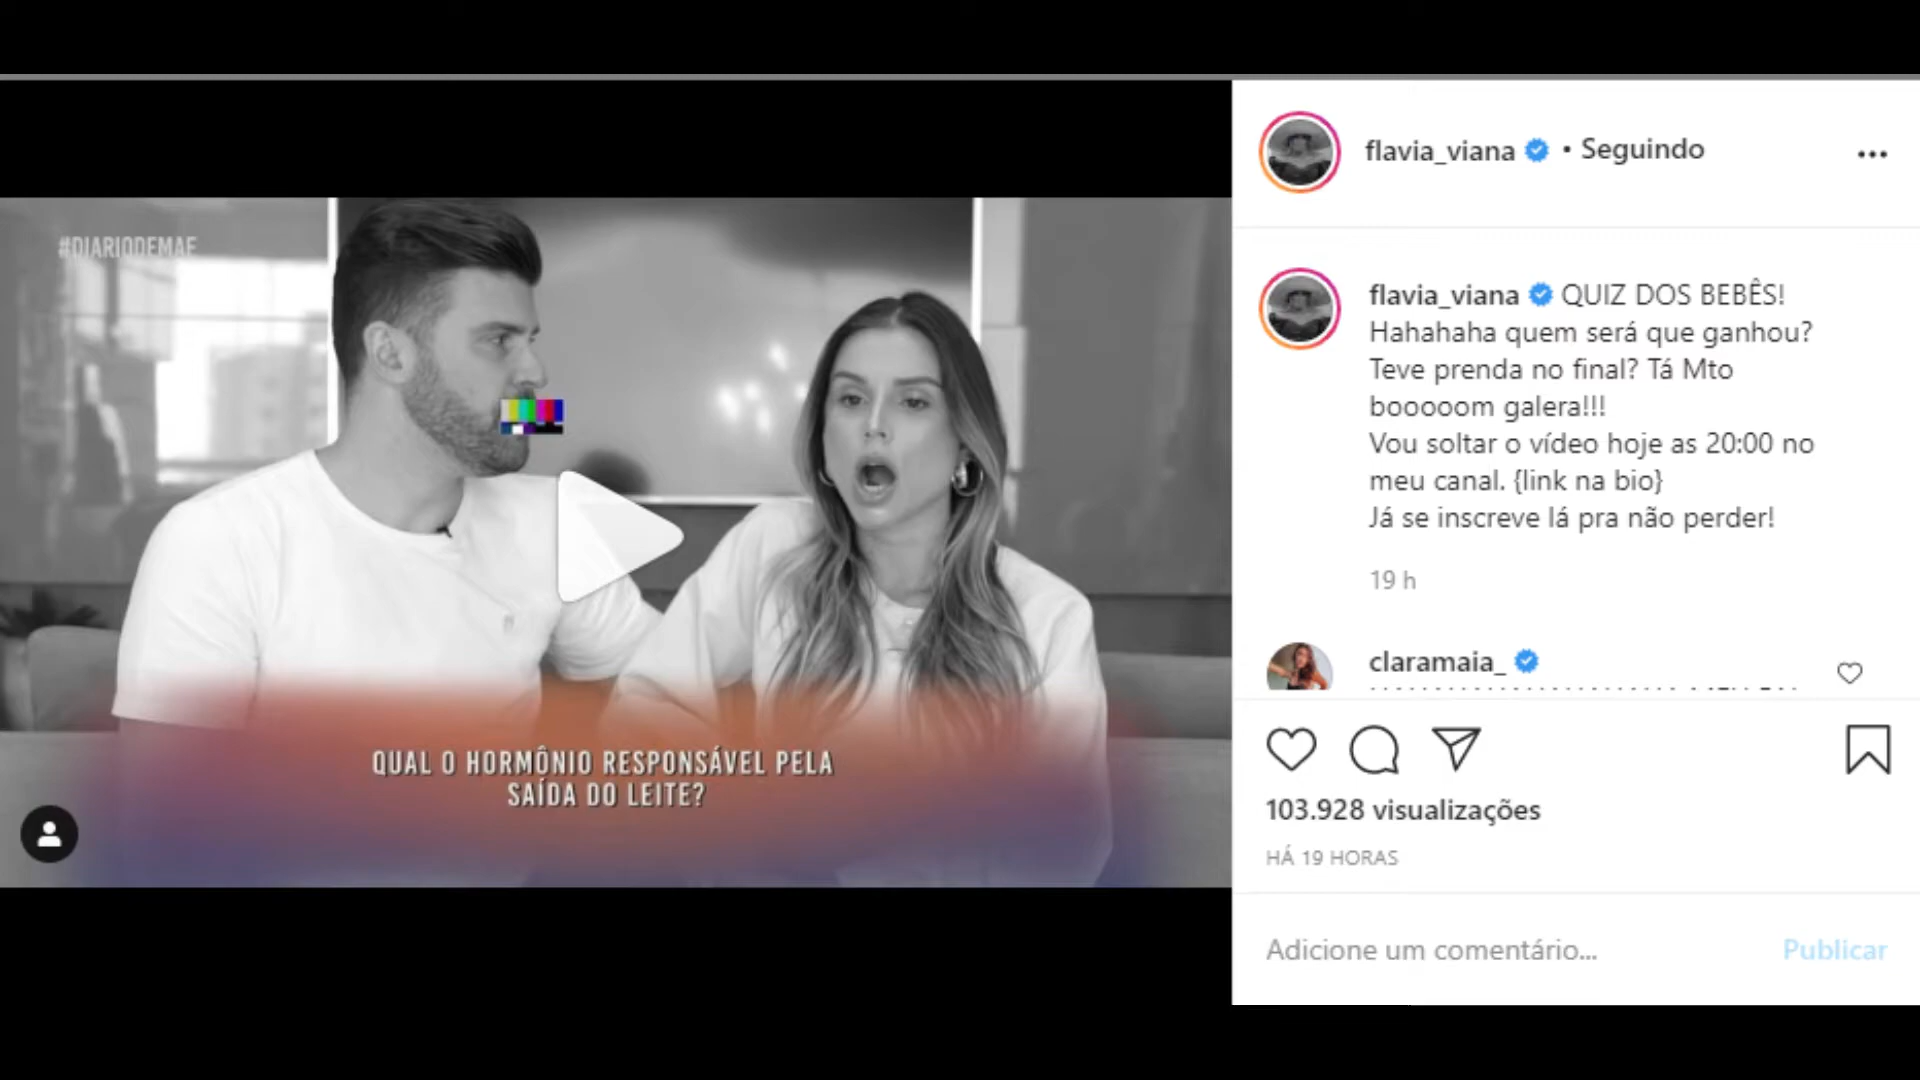 #DIARIODEMAE
QUAL O HORMÔNIO RESPONSÁVEL PELA
SAÍDA DO LEITE?
flavia_viana • Seguindo
flavia_viana QUIZ DOS BEBÊS!
Hahahaha quem será que ganhou?
Teve prenda no final? Tá Mto
booooom galera!!!
Vou soltar o vídeo hoje as 20:00 no
meu canal. {link na bio}
Já se inscreve lá pra não perder!
19 h
claramaia_
103.928 visualizações
HÁ 19 HORAS
Adicione um comentário...
Publicar